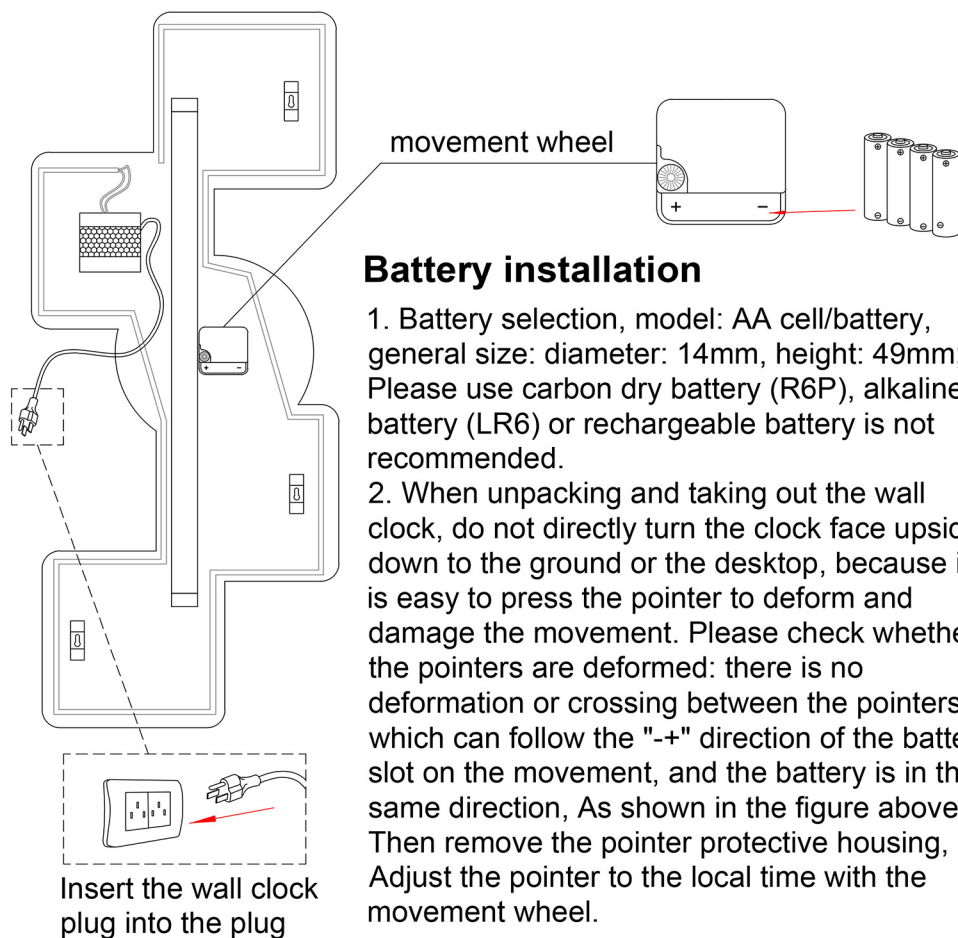 movement wheel
+ −
+ −
Battery installation
1. Battery selection, model: AA cell/battery,
general size: diameter: 14mm, height: 49mm;
Please use carbon dry battery (R6P), alkaline
battery (LR6) or rechargeable battery is not
recommended.
2. When unpacking and taking out the wall
clock, do not directly turn the clock face upsid
down to the ground or the desktop, because i
is easy to press the pointer to deform and
damage the movement. Please check whethe
the pointers are deformed: there is no
deformation or crossing between the pointers
which can follow the "-+" direction of the batte
slot on the movement, and the battery is in th
same direction, As shown in the figure above
Then remove the pointer protective housing,
Adjust the pointer to the local time with the
movement wheel.
Insert the wall clock
plug into the plug